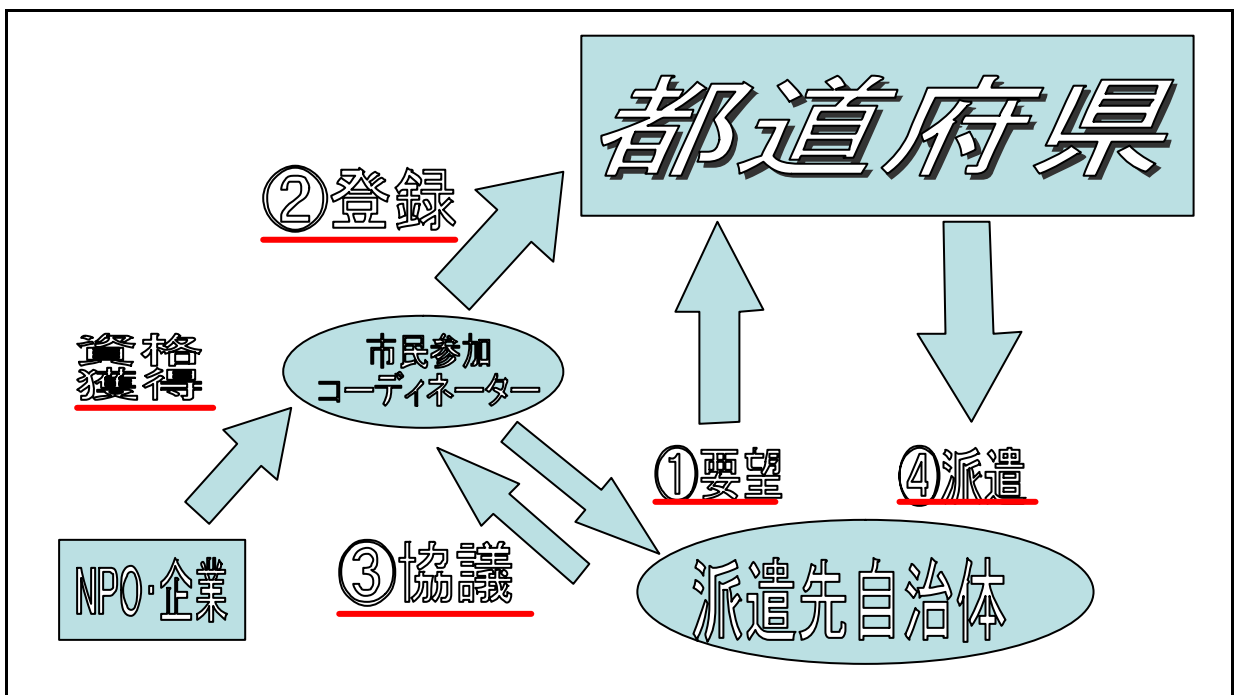 都道府県
②登録
市民参加
コーディネーター
資格
獲得
①要望
④派遣
③協議
NPO・企業
派遣先自治体